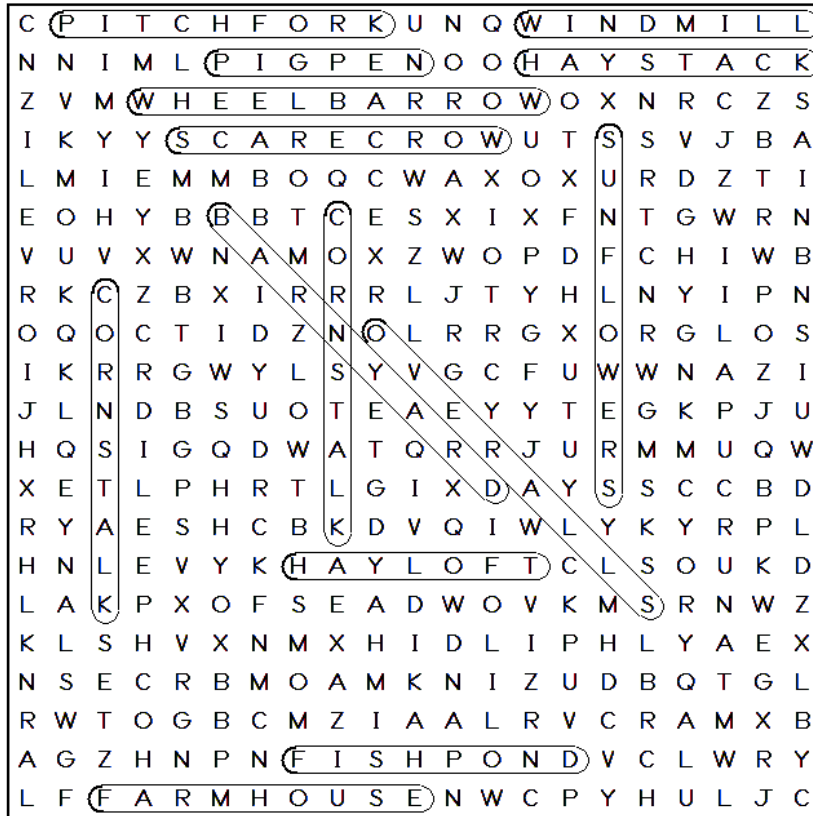 C P I T C H F O R K U N Q W I N D M I L L
N N I M L P I G P E N O O H A Y S T A C K
Z V M W H E E L B A R R O W O X N R C Z S
I K Y Y S C A R E C R O W U T S S V J B A
L M I E M M B O Q C W A X O X U R D Z T I
E O H Y B B B T C E S X I X F N T G W R N
V U V X W N A M O X Z W O P D F C H I W B
R K C Z B X I R R R L J T Y H L N Y I P N
O Q O C T I D Z N O L R R G X O R G L O S
I K R R G W Y L S Y V G C F U W W N A Z I
J L N D B S U O T E A E Y Y T E G K P J U
H Q S I G Q D W A T Q R R J U R M M U Q W
X E T L P H R T L G I X D A Y S S C C B D
R Y A E S H C B K D V Q I W L Y K Y R P L
H N L E V Y K H A Y L O F T C L S O U K D
L A K P X O F S E A D W O V K M S R N W Z
K L S H V X N M X H I D L I P H L Y A E X
N S E C R B M O A M K N I Z U D B Q T G L
R W T O G B C M Z I A A L R V C R A M X B
A G Z H N P N F I S H P O N D V C L W R Y
L F F A R M H O U S E N W C P Y H U L J C